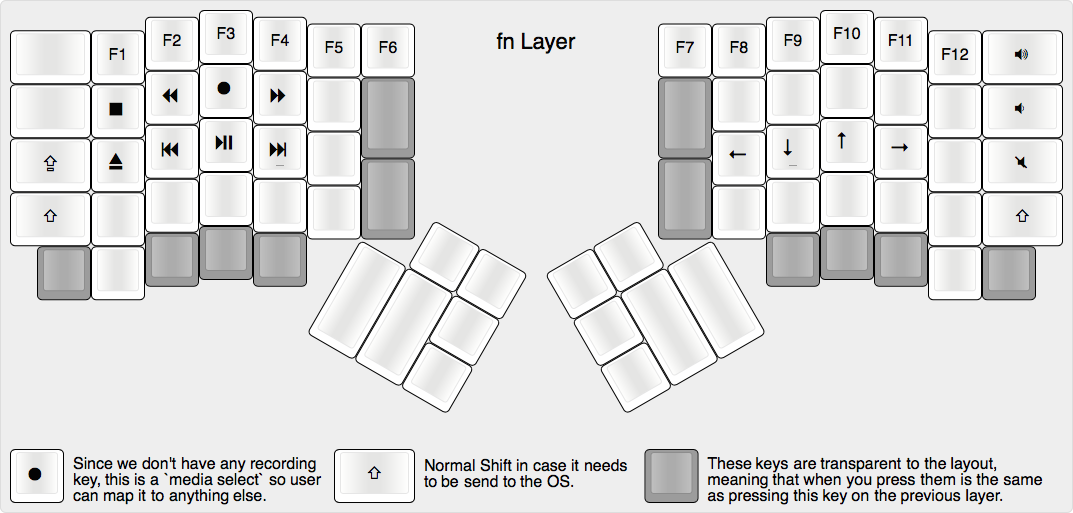 fn Layer
F1
F2
F3
F4
F5
F6
F7
F8
F9
F10
F11
F12
Since we don't have any recording
key, this is a `media select` so user
can map it to anything else.
Normal Shift in case it needs
to be send to the OS.
These keys are transparent to the layout,
meaning that when you press them is the same
as pressing this key on the previous layer.